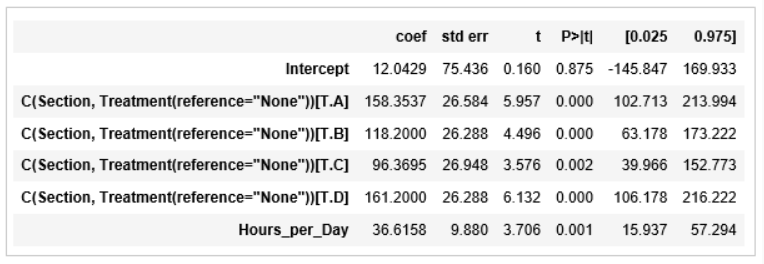 coef std err t P>|t| [0.025 0.975]
Intercept 12.0429 75.436 0.160 0.875 -145.847 169.933
C(Section, Treatment(reference="None"))[T.A] 158.3537 26.584 5.957 0.000 102.713 213.994
C(Section, Treatment(reference="None"))[T.B] 118.2000 26.288 4.496 0.000 63.178 173.222
C(Section, Treatment(reference="None"))[T.C] 96.3695 26.948 3.576 0.002 39.966 152.773
C(Section, Treatment(reference="None"))[T.D] 161.2000 26.288 6.132 0.000 106.178 216.222
Hours_per_Day 36.6158 9.880 3.706 0.001 15.937 57.294